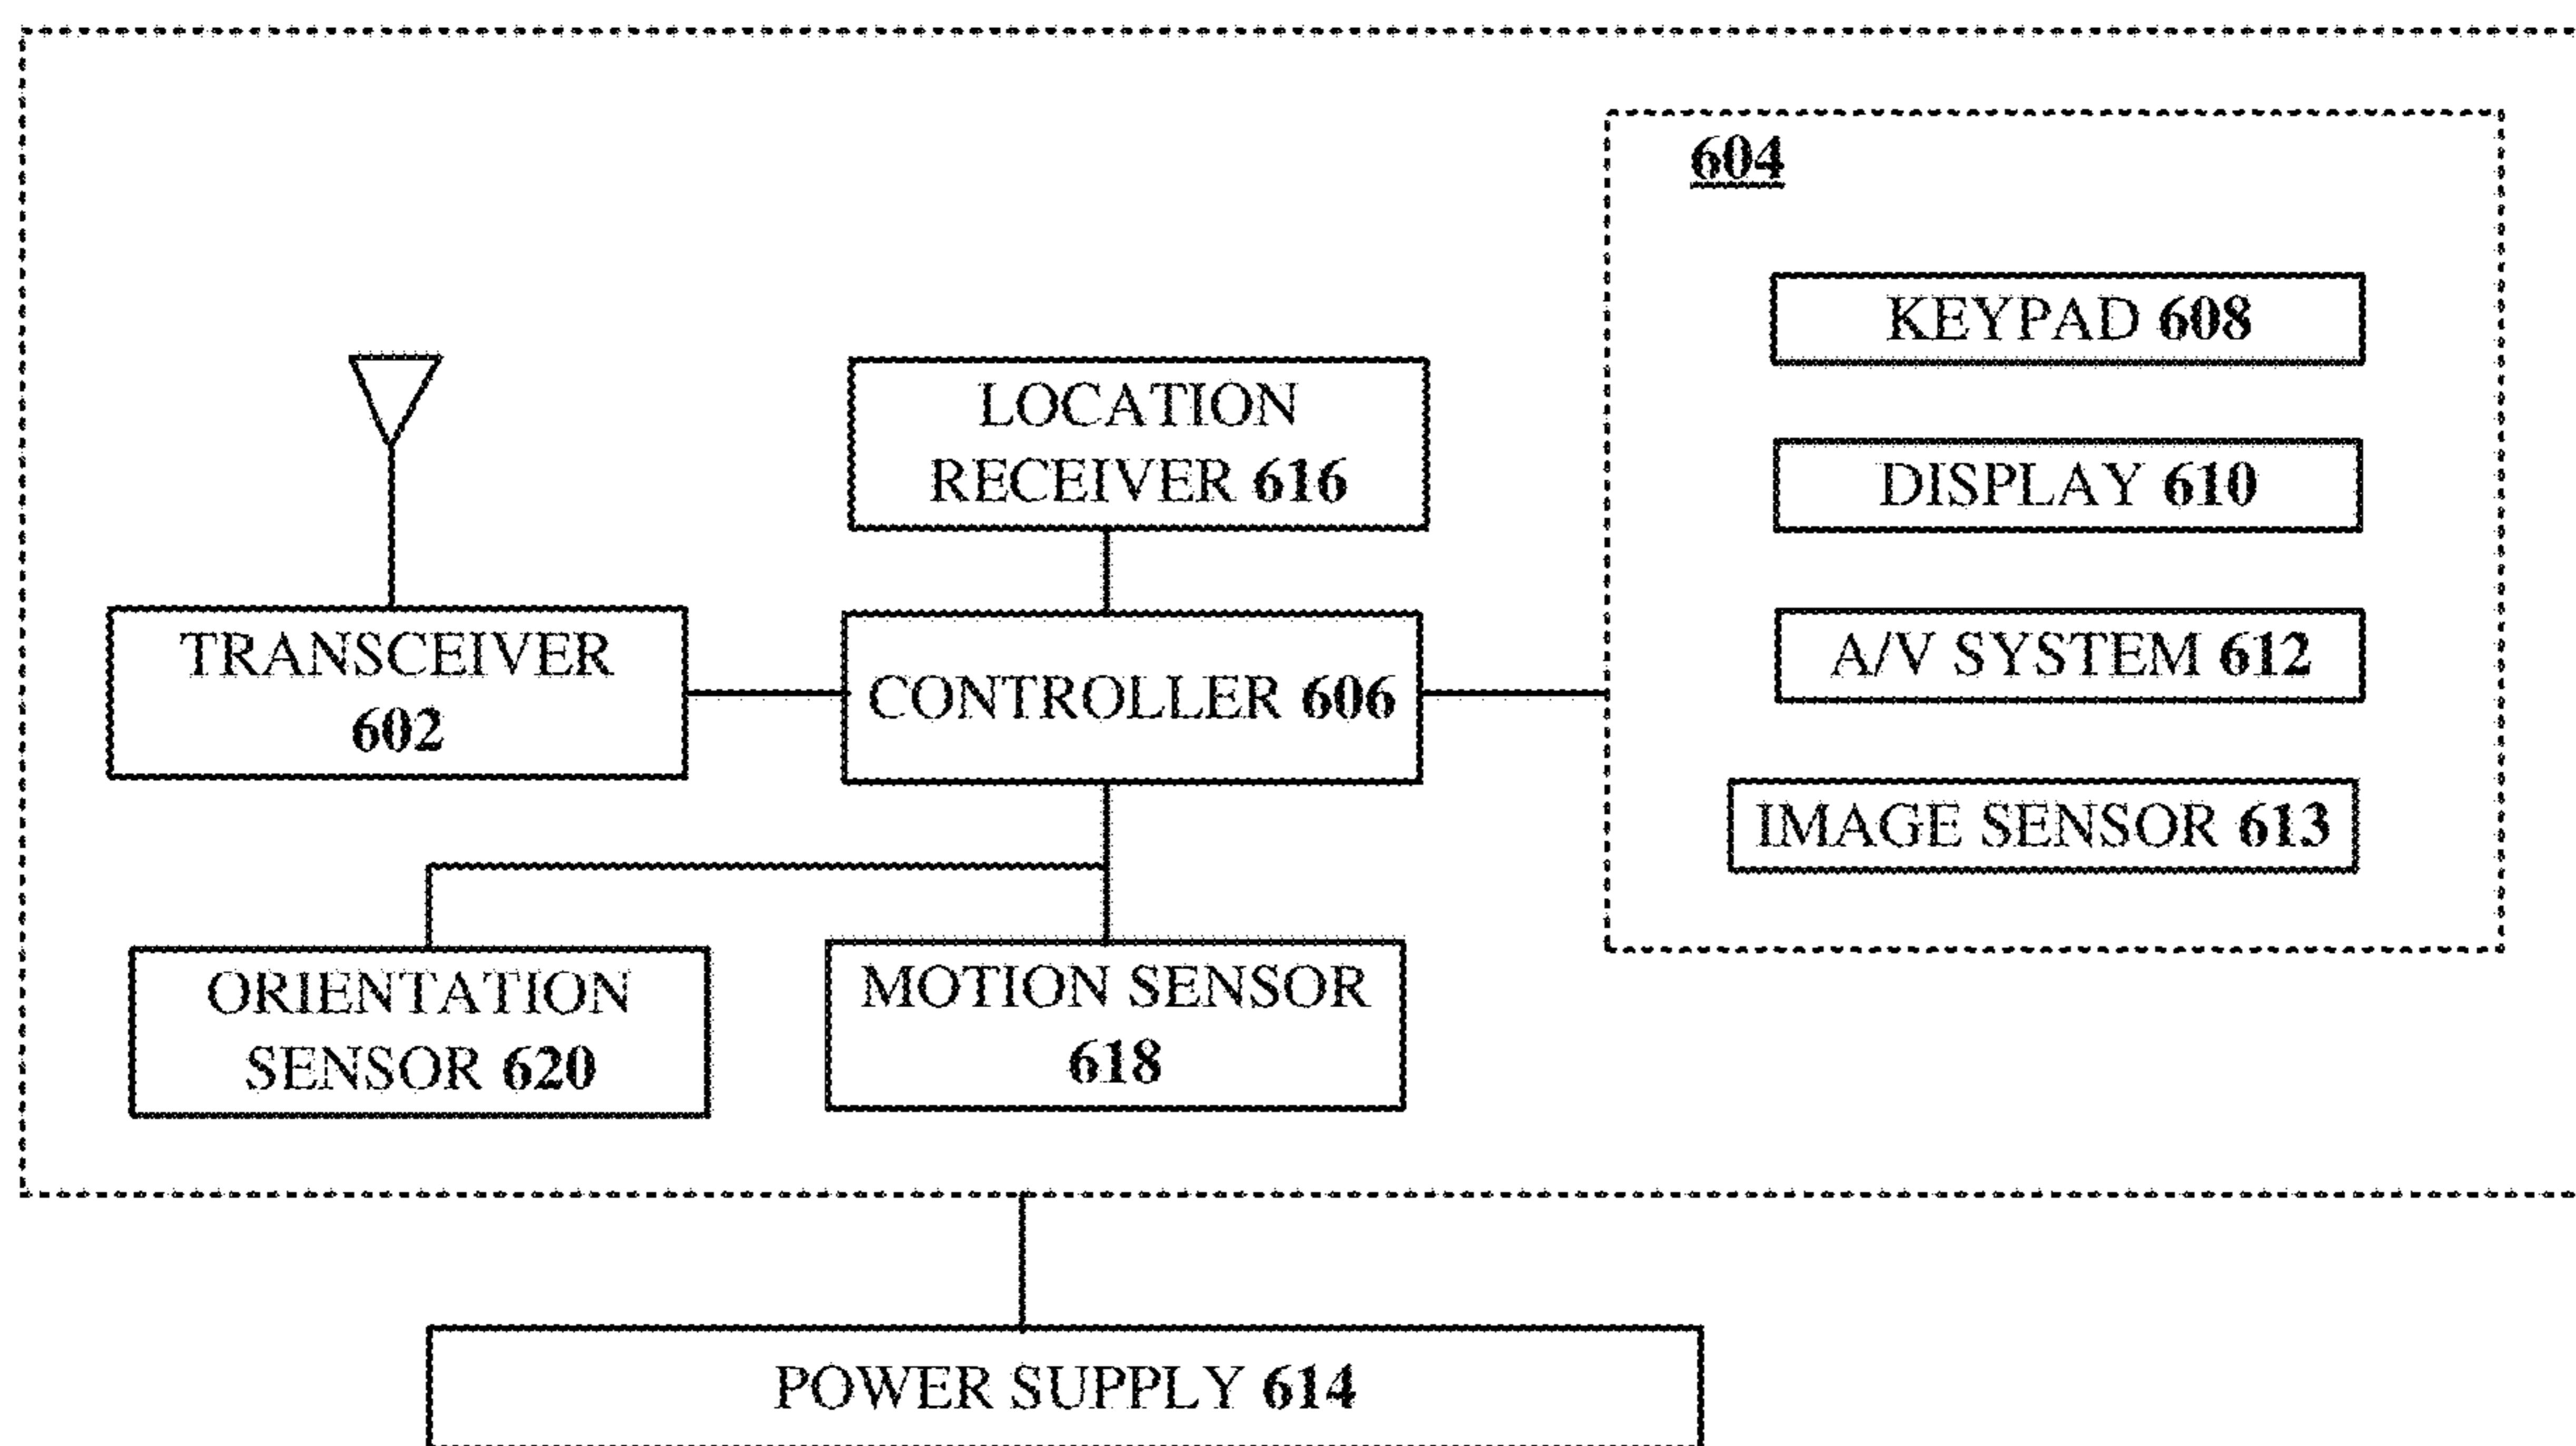 604
KEYPAD 608
LOCATION
RECEIVER 616
DISPLAY 610
TRANSCEIVER
602
CONTROLLER 606
A/V SYSTEM 612
IMAGE SENSOR 613
ORIENTATION
SENSOR 620
MOTION SENSOR
618
POWER SUPPLY 614